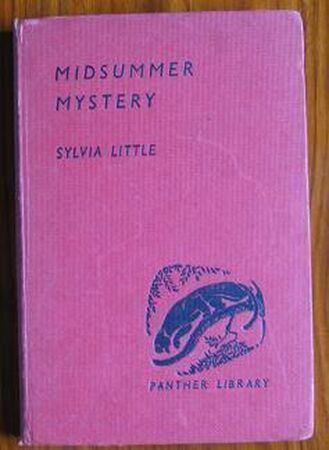 MIDSUMMER
MYSTERY
SYLVIA LITTLE
PANTHER LIBRARY